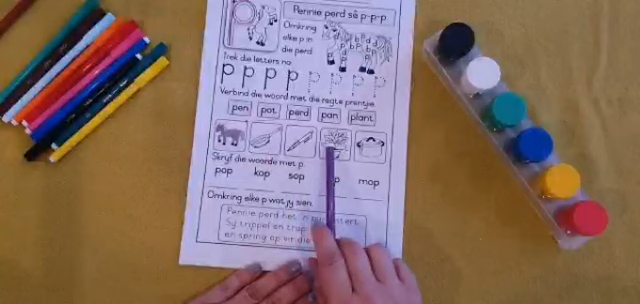 Pennie perd sê p-p-p
Omkring
elke p in
die perd.
Trek die letters na.
p p p p p p p p
Verbind die woord met die regte prentjie.
pen pot perd pan plant
Skryf die woorde met p.
pop kop sop mop
Omkring elke p wat jy sien.
Pennie perd het 'n
Sy trippel en trap
en spring op